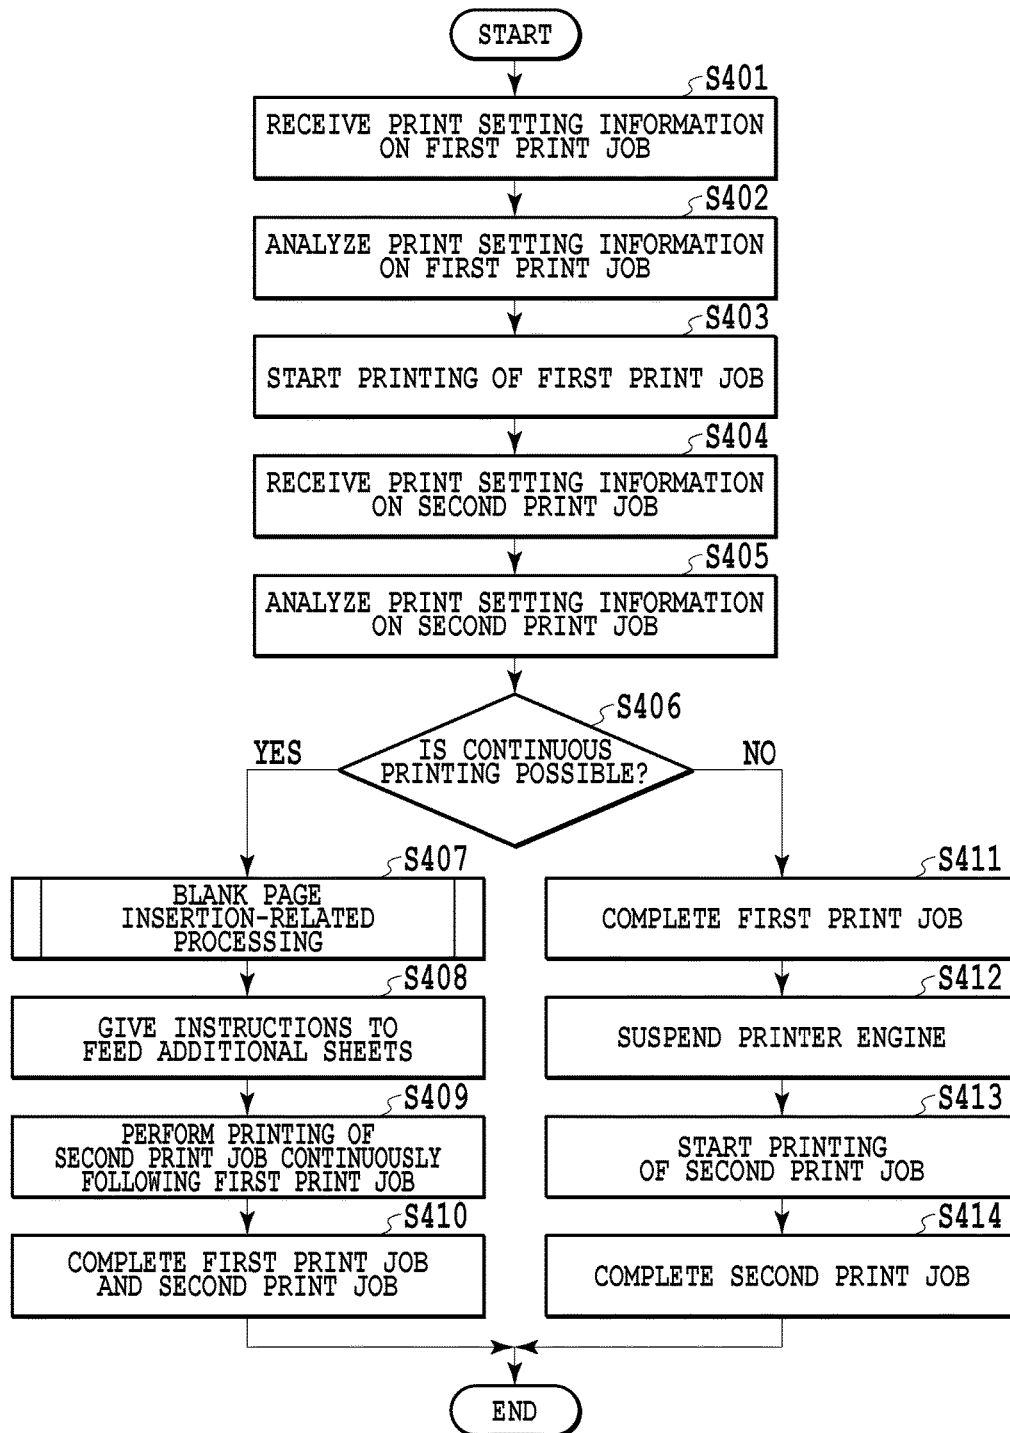 START
S401
RECEIVE PRINT SETTING INFORMATION
ON FIRST PRINT JOB
S402
ANALYZE PRINT SETTING INFORMATION
ON FIRST PRINT JOB
S403
START PRINTING OF FIRST PRINT JOB
S404
RECEIVE PRINT SETTING INFORMATION
ON SECOND PRINT JOB
S405
ANALYZE PRINT SETTING INFORMATION
ON SECOND PRINT JOB
S406
IS CONTINUOUS
PRINTING POSSIBLE?
YES
NO
S407
BLANK PAGE
INSERTION-RELATED
PROCESSING
S408
GIVE INSTRUCTIONS TO
FEED ADDITIONAL SHEETS
S409
PERFORM PRINTING OF
SECOND PRINT JOB CONTINUOUSLY
FOLLOWING FIRST PRINT JOB
S410
COMPLETE FIRST PRINT JOB
AND SECOND PRINT JOB
S411
COMPLETE FIRST PRINT JOB
S412
SUSPEND PRINTER ENGINE
S413
START PRINTING
OF SECOND PRINT JOB
S414
COMPLETE SECOND PRINT JOB
END